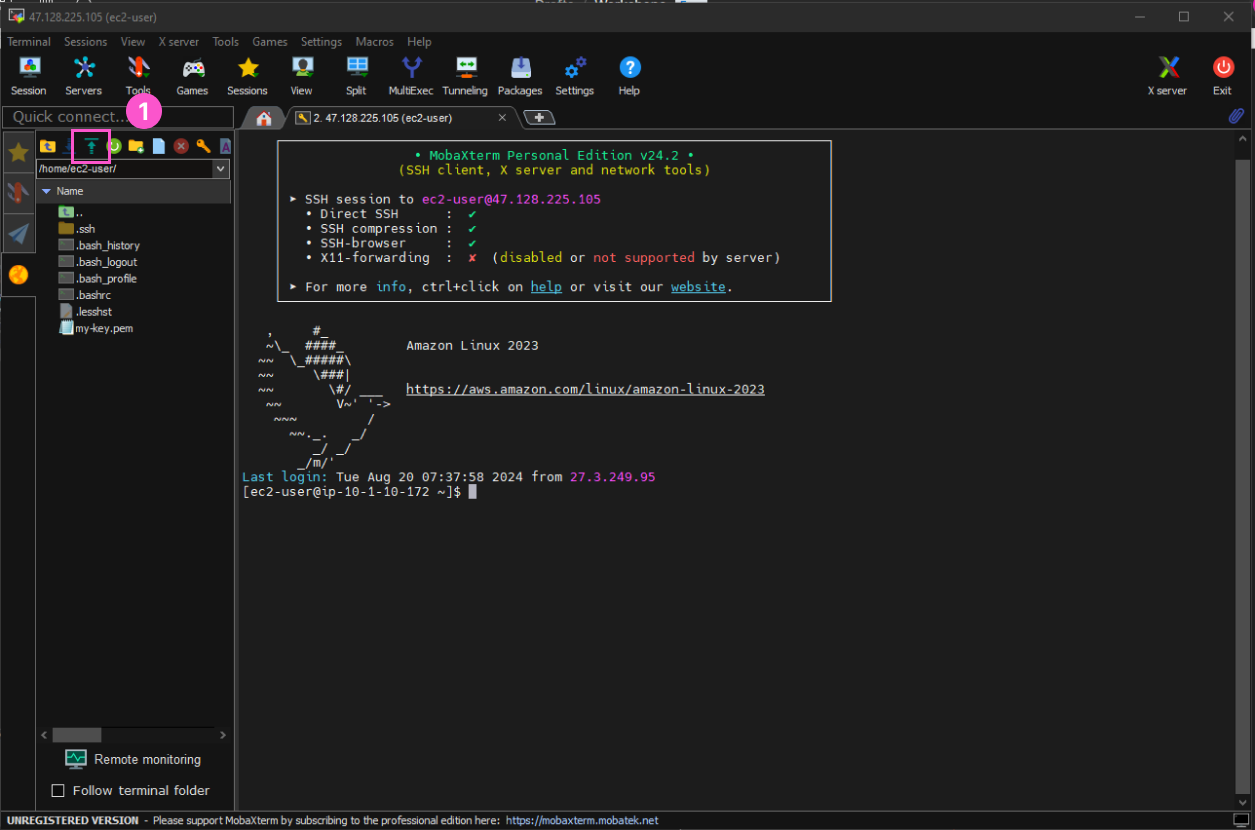 47.128.225.105 (ec2-user)
Terminal Sessions View X server Tools Games Settings Macros Help
Session Servers Tools Games Sessions View Split MultiExec Tunneling Packages Settings Help X server Exit
Quick connect...
1
2. 47.128.225.105 (ec2-user)
/home/ec2-user/
Name
..
.ssh
.bash_history
.bash_logout
.bash_profile
.bashrc
.lesshst
my-key.pem
Remote monitoring
Follow terminal folder
• MobaXterm Personal Edition v24.2 •
(SSH client, X server and network tools)
➤ SSH session to ec2-user@47.128.225.105
• Direct SSH : ✔
• SSH compression : ✔
• SSH-browser : ✔
• X11-forwarding : ✘ (disabled or not supported by server)
➤ For more info, ctrl+click on help or visit our website.
, #_
~\_ ####_ Amazon Linux 2023
~~ \_#####\
~~ \###|
~~ \#/ ___ https://aws.amazon.com/linux/amazon-linux-2023
~~ V~' '->
~~~ /
~~._. _/
_/ _/
_/m/'
Last login: Tue Aug 20 07:37:58 2024 from 27.3.249.95
[ec2-user@ip-10-1-10-172 ~]$
UNREGISTERED VERSION - Please support MobaXterm by subscribing to the professional edition here: https://mobaxterm.mobatek.net